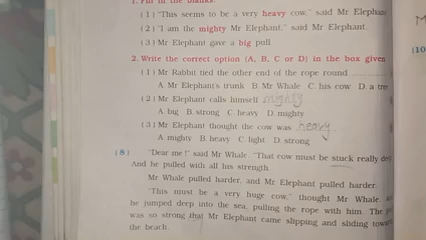 1. Fill in the blanks.
(1) "This seems to be a very heavy cow," said Mr Elephant
(2) "I am the mighty Mr Elephant," said Mr Elephant.
(3) Mr Elephant gave a big pull.
2. Write the correct option (A, B, C or D) in the box given
(1) Mr Rabbit tied the other end of the rope round ............
A. Mr Elephant's trunk B. Mr Whale C. his cow D. a tre
(2) Mr Elephant calls himself mighty
A. big B. strong C. heavy D. mighty
(3) Mr Elephant thought the cow was heavy.
A. mighty B. heavy C. light D. strong
(8) "Dear me!" said Mr Whale. "That cow must be stuck really
And he pulled with all his strength.
Mr Whale pulled harder, and Mr Elephant pulled harder.
"This must be a very huge cow," thought Mr Whale.
he jumped deep into the sea, pulling the rope with him. The
was so strong that Mr Elephant came slipping and sliding
the beach.
M
(10